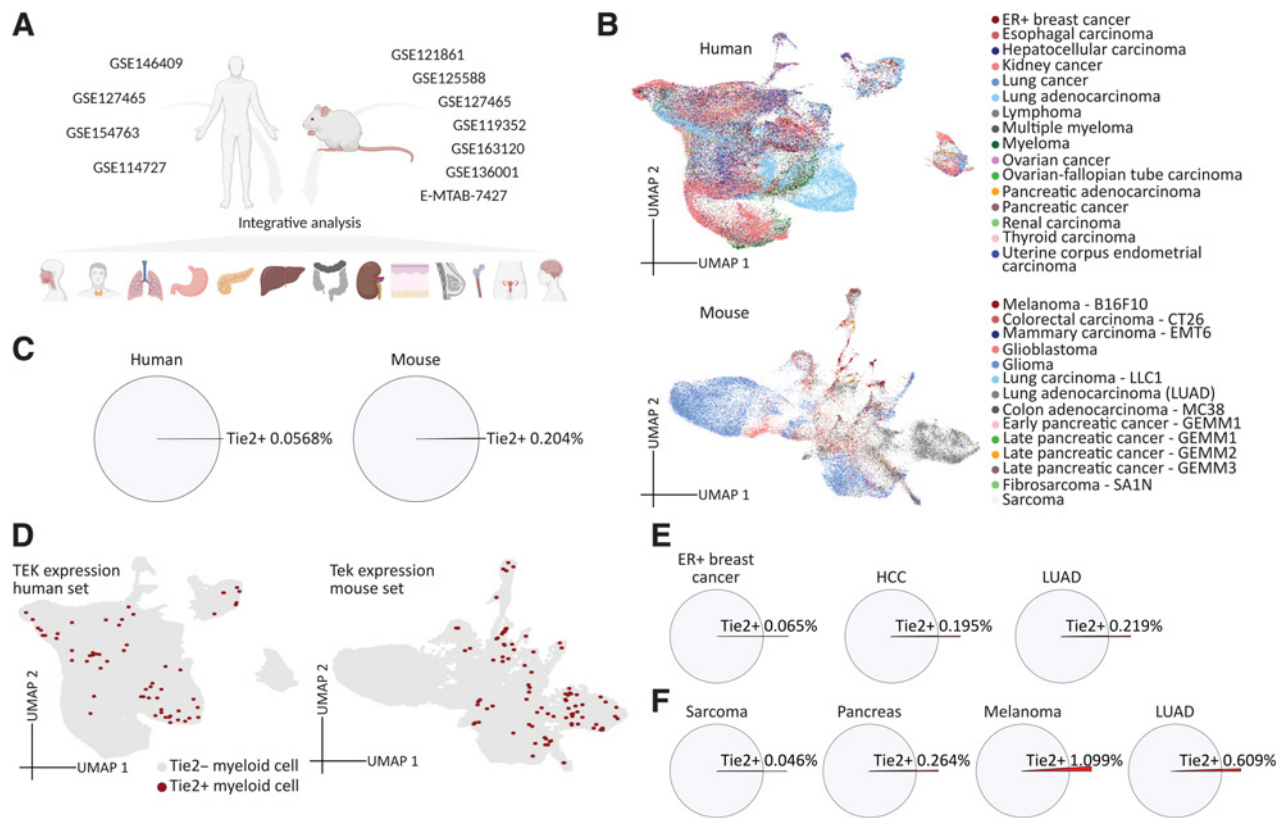 A
GSE146409
GSE127465
GSE154763
GSE114727
GSE121861
GSE125588
GSE127465
GSE119352
GSE163120
GSE136001
E-MTAB-7427
Integrative analysis
B
Human
UMAP 2
UMAP 1
ER+ breast cancer
Esophagal carcinoma
Hepatocellular carcinoma
Kidney cancer
Lung cancer
Lung adenocarcinoma
Lymphoma
Multiple myeloma
Myeloma
Ovarian cancer
Ovarian-fallopian tube carcinoma
Pancreatic adenocarcinoma
Pancreatic cancer
Renal carcinoma
Thyroid carcinoma
Uterine corpus endometrial
carcinoma
Mouse
UMAP 2
UMAP 1
Melanoma - B16F10
Colorectal carcinoma - CT26
Mammary carcinoma - EMT6
Glioblastoma
Glioma
Lung carcinoma - LLC1
Lung adenocarcinoma (LUAD)
Colon adenocarcinoma - MC38
Early pancreatic cancer - GEMM1
Late pancreatic cancer - GEMM1
Late pancreatic cancer - GEMM2
Late pancreatic cancer - GEMM3
Fibrosarcoma - SA1N
Sarcoma
C
Human
Tie2+ 0.0568%
Mouse
Tie2+ 0.204%
D
TEK expression
human set
UMAP 2
UMAP 1
Tek expression
mouse set
UMAP 2
UMAP 1
Tie2− myeloid cell
Tie2+ myeloid cell
E
ER+ breast
cancer
Tie2+ 0.065%
HCC
Tie2+ 0.195%
LUAD
Tie2+ 0.219%
F
Sarcoma
Tie2+ 0.046%
Pancreas
Tie2+ 0.264%
Melanoma
Tie2+ 1.099%
LUAD
Tie2+ 0.609%